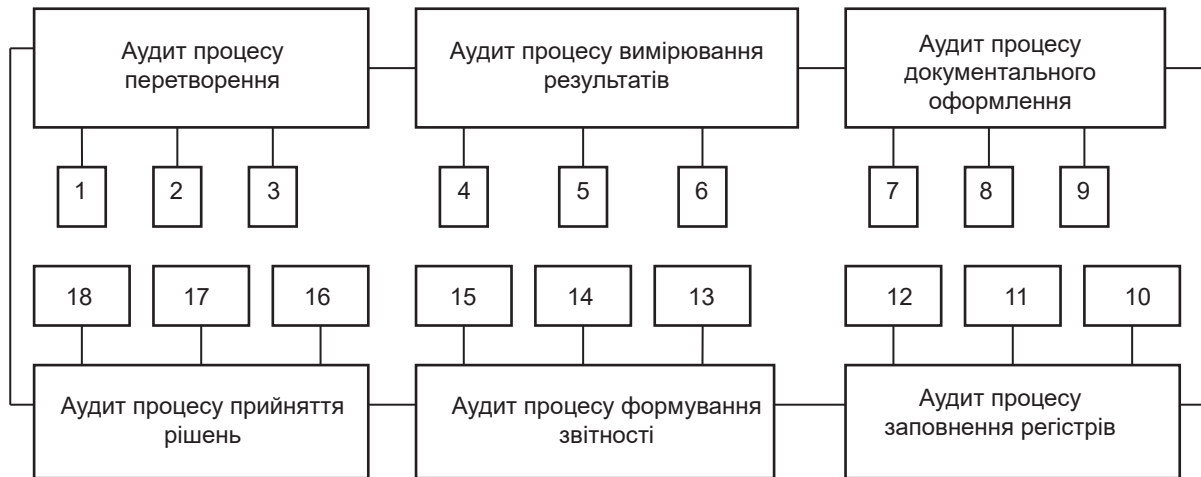 Аудит процесу
перетворення
Аудит процесу вимірювання
результатів
Аудит процесу
документального
оформлення
1
2
3
4
5
6
7
8
9
18
17
16
15
14
13
12
11
10
Аудит процесу прийняття
рішень
Аудит процесу формування
звітності
Аудит процесу
заповнення регістрів